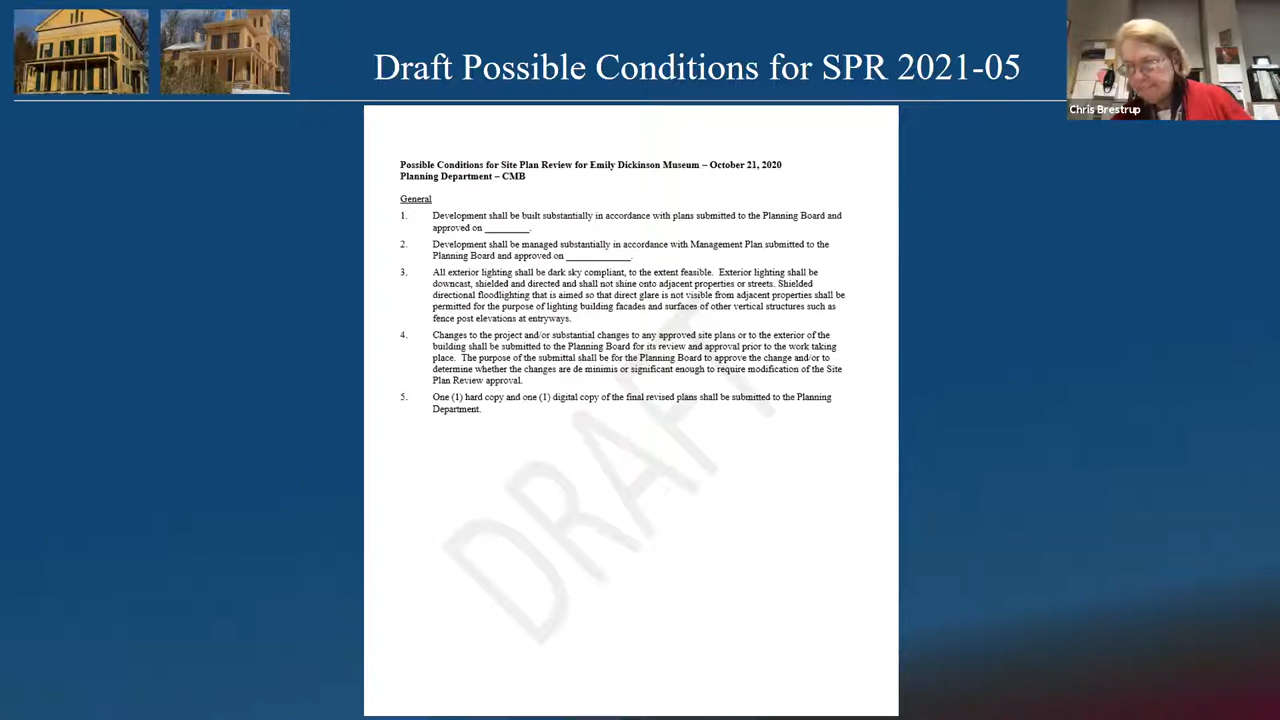 Draft Possible Conditions for SPR 2021-05
Chris Brestrup
Possible Conditions for Site Plan Review for Emily Dickinson Museum – October 21, 2020
Planning Department – CMB
General
1. Development shall be built substantially in accordance with plans submitted to the Planning Board and
approved on _________.
2. Development shall be managed substantially in accordance with Management Plan submitted to the
Planning Board and approved on _____________.
3. All exterior lighting shall be dark sky compliant, to the extent feasible. Exterior lighting shall be
downcast, shielded and directed and shall not shine onto adjacent properties or streets. Shielded
directional floodlighting that is aimed so that direct glare is not visible from adjacent properties shall be
permitted for the purpose of lighting building facades and surfaces of other vertical structures such as
fence post elevations at entryways.
4. Changes to the project and/or substantial changes to any approved site plans or to the exterior of the
building shall be submitted to the Planning Board for its review and approval prior to the work taking
place. The purpose of the submittal shall be for the Planning Board to approve the change and/or to
determine whether the changes are de minimis or significant enough to require modification of the Site
Plan Review approval.
5. One (1) hard copy and one (1) digital copy of the final revised plans shall be submitted to the Planning
Department.
DRAFT